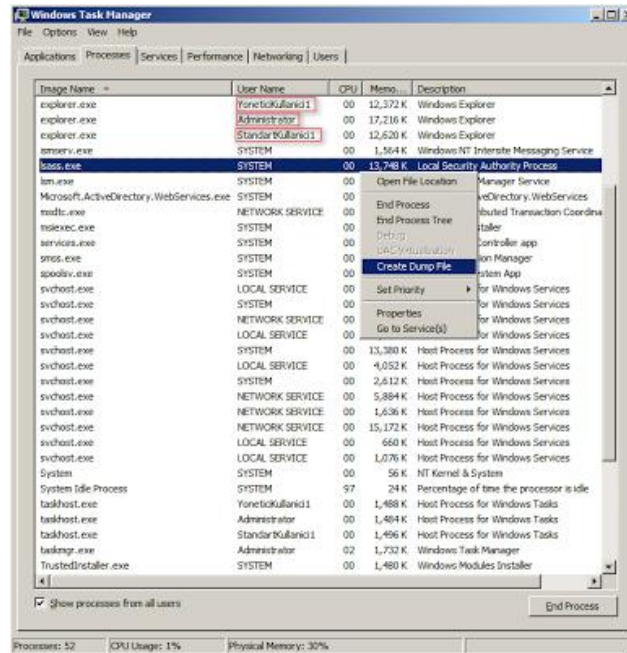 Windows Task Manager
File Options View Help
Applications Processes Services Performance Networking Users
Image Name User Name CPU Memo... Description
explorer.exe YoneticiKullanici1 00 12,372 K Windows Explorer
explorer.exe Administrator 00 17,216 K Windows Explorer
explorer.exe StandartKullanici1 00 12,620 K Windows Explorer
ismserv.exe SYSTEM 00 1,564 K Windows NT Intersite Messaging Service
lsass.exe SYSTEM 00 13,748 K Local Security Authority Process
lsm.exe SYSTEM Open File Location Manager Service
Microsoft.ActiveDirectory.WebServices.exe SYSTEM veDirectory.WebServices
msdtc.exe NETWORK SERVICE End Process ibuted Transaction Coordina
msiexec.exe SYSTEM End Process Tree staller
services.exe SYSTEM Debug Controller app
smss.exe SYSTEM UAC Virtualization ion Manager
spoolsv.exe SYSTEM Create Dump File stem App
svchost.exe LOCAL SERVICE Set Priority for Windows Services
svchost.exe SYSTEM for Windows Services
svchost.exe NETWORK SERVICE Properties for Windows Services
svchost.exe LOCAL SERVICE Go to Service(s) for Windows Services
svchost.exe SYSTEM 00 13,380 K Host Process for Windows Services
svchost.exe LOCAL SERVICE 00 4,052 K Host Process for Windows Services
svchost.exe SYSTEM 00 2,612 K Host Process for Windows Services
svchost.exe NETWORK SERVICE 00 5,884 K Host Process for Windows Services
svchost.exe NETWORK SERVICE 00 1,636 K Host Process for Windows Services
svchost.exe NETWORK SERVICE 00 15,172 K Host Process for Windows Services
svchost.exe LOCAL SERVICE 00 660 K Host Process for Windows Services
svchost.exe LOCAL SERVICE 00 1,076 K Host Process for Windows Services
System SYSTEM 00 56 K NT Kernel & System
System Idle Process SYSTEM 97 24 K Percentage of time the processor is idle
taskhost.exe YoneticiKullanici1 00 1,488 K Host Process for Windows Tasks
taskhost.exe Administrator 00 1,484 K Host Process for Windows Tasks
taskhost.exe StandartKullanici1 00 1,496 K Host Process for Windows Tasks
taskmgr.exe Administrator 02 1,732 K Windows Task Manager
TrustedInstaller.exe SYSTEM 00 1,480 K Windows Modules Installer
Show processes from all users End Process
Processes: 52 CPU Usage: 1% Physical Memory: 30%